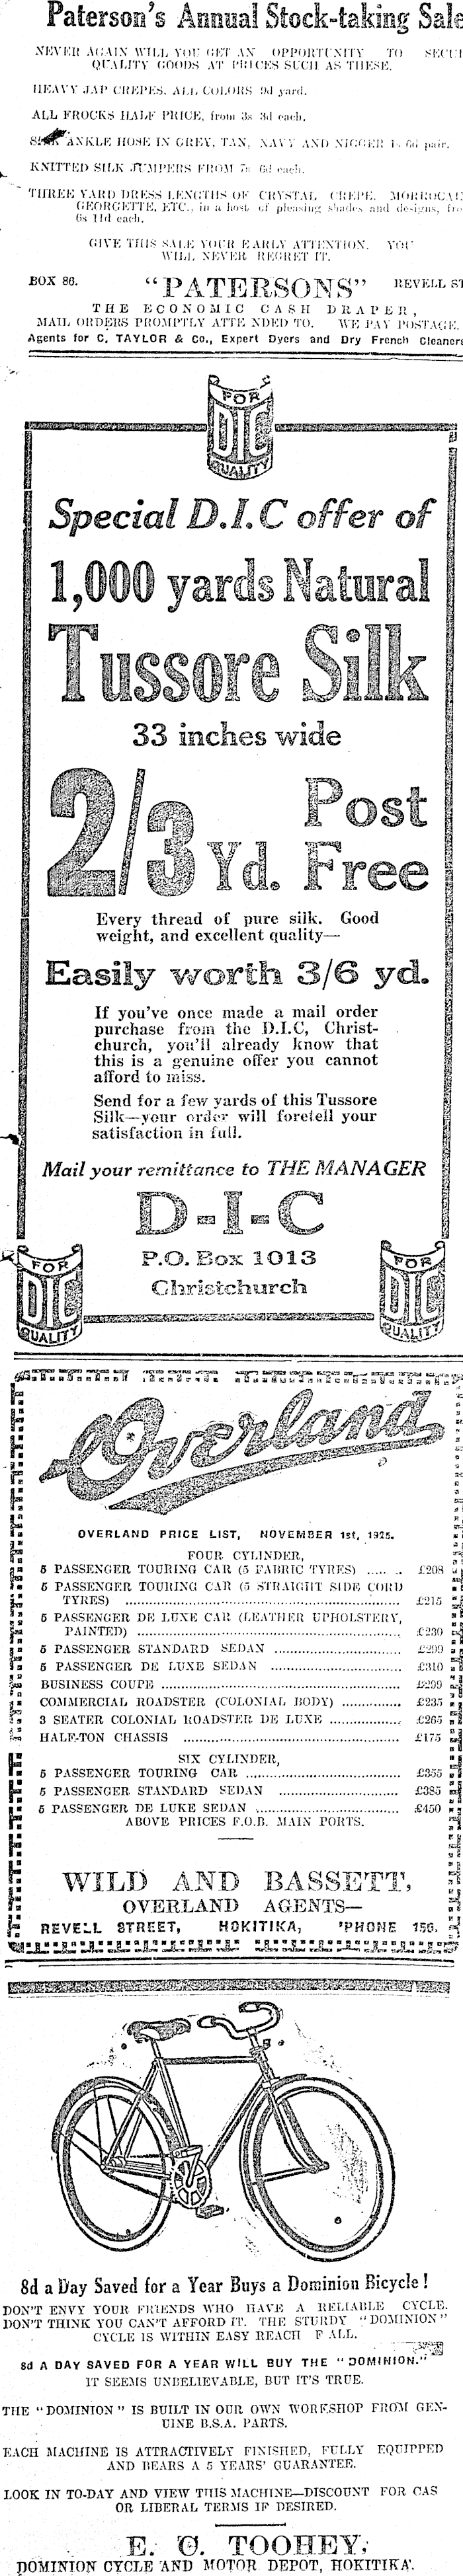 Paterson's Annual Stock-taking Sale
NEVER AGAIN WILL YOU GET AN OPPORTUNITY TO
QUALITY GOODS AT PRICES SUCH AS THESE.
HEAVY JAP CREPES, ALL COLORS 9d yard.
ALL FROCKS HALF PRICE, from 3s 3d each.
SILK ANKLE HOSE IN GREY, TAN, NAVY AND NIGGER 1s 6d pair.
KNITTED SILK JUMPERS FROM 7s 6d each.
THREE YARD DRESS LENGTHS OF CRYSTAL CREPE,
GEORGETTE, ETC., in a host of pleasing shades and designs,
6s 11d each.
GIVE THIS SALE YOUR EARLY ATTENTION. YOU
WILL NEVER REGRET IT.
BOX 86. "PATERSONS" REVELL ST
THE ECONOMIC CASH DRAPER,
MAIL ORDERS PROMPTLY ATTE NDED TO. WE PAY POSTAGE.
Agents for C. TAYLOR & Co., Expert Dyers and Dry French Cleaners
FOR
DIC
QUALITY
Special D.I.C offer of
1,000 yards Natural
Tussore Silk
33 inches wide
2/3 Yd. Post Free
Every thread of pure silk. Good
weight, and excellent quality—
Easily worth 3/6 yd.
If you've once made a mail order
purchase from the D.I.C, Christ-
church, you'll already know that
this is a genuine offer you cannot
afford to miss.
Send for a few yards of this Tussore
Silk—your order will foretell your
satisfaction in full.
Mail your remittance to THE MANAGER
D-I-C
P.O. Box 1013
Christchurch
FOR
DIC
QUALITY
FOR
DIC
QUALITY
Overland
OVERLAND PRICE LIST, NOVEMBER 1st, 1925.
FOUR CYLINDER,
5 PASSENGER TOURING CAR (5 FABRIC TYRES) ...... .. £208
5 PASSENGER TOURING CAR (5 STRAIGHT SIDE CORD
TYRES) ........ £215
5 PASSENGER DE LUXE CAR (LEATHER UPHOLSTERY,
PAINTED) ........ £230
5 PASSENGER STANDARD SEDAN ........ £299
5 PASSENGER DE LUXE SEDAN ........ £310
BUSINESS COUPE ........ £299
COMMERCIAL ROADSTER (COLONIAL BODY) ........ £235
3 SEATER COLONIAL ROADSTER DE LUXE ........ £265
HALF-TON CHASSIS ........ £175
SIX CYLINDER,
5 PASSENGER TOURING CAR ........ £355
5 PASSENGER STANDARD SEDAN ........ £385
5 PASSENGER DE LUKE SEDAN ........ £450
ABOVE PRICES F.O.B. MAIN PORTS.
WILD AND BASSETT,
OVERLAND AGENTS—
REVELL STREET, HOKITIKA, 'PHONE 156.
8d a Day Saved for a Year Buys a Dominion Bicycle!
DON'T ENVY YOUR FRIENDS WHO HAVE A RELIABLE CYCLE.
DON'T THINK YOU CAN'T AFFORD IT. THE STURDY "DOMINION"
CYCLE IS WITHIN EASY REACH F ALL.
8d A DAY SAVED FOR A YEAR WILL BUY THE "DOMINION."
IT SEEMS UNBELIEVABLE, BUT IT'S TRUE.
THE "DOMINION" IS BUILT IN OUR OWN WORKSHOP FROM GEN-
UINE B.S.A. PARTS.
EACH MACHINE IS ATTRACTIVELY FINISHED, FULLY EQUIPPED
AND BEARS A 5 YEARS' GUARANTEE.
LOOK IN TO-DAY AND VIEW THIS MACHINE—DISCOUNT FOR CAS
OR LIBERAL TERMS IF DESIRED.
E. C. TOOHEY,
DOMINION CYCLE AND MOTOR DEPOT, HOKITIKA.